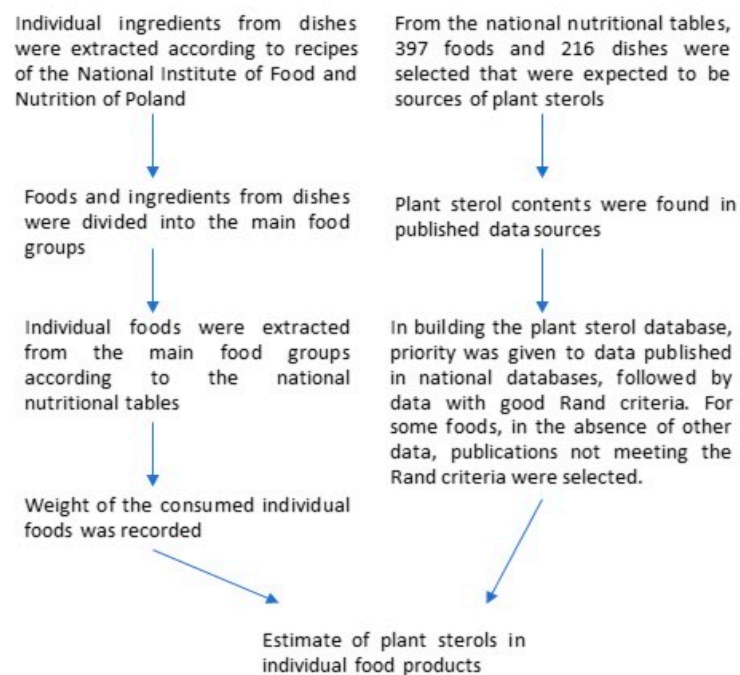 Individual ingredients from dishes
were extracted according to recipes
of the National Institute of Food and
Nutrition of Poland
Foods and ingredients from dishes
were divided into the main food
groups
Individual foods were extracted
from the main food groups
according to the national
nutritional tables
Weight of the consumed individual
foods was recorded
From the national nutritional tables,
397 foods and 216 dishes were
selected that were expected to be
sources of plant sterols
Plant sterol contents were found in
published data sources
In building the plant sterol database,
priority was given to data published
in national databases, followed by
data with good Rand criteria. For
some foods, in the absence of other
data, publications not meeting the
Rand criteria were selected.
Estimate of plant sterols in
individual food products